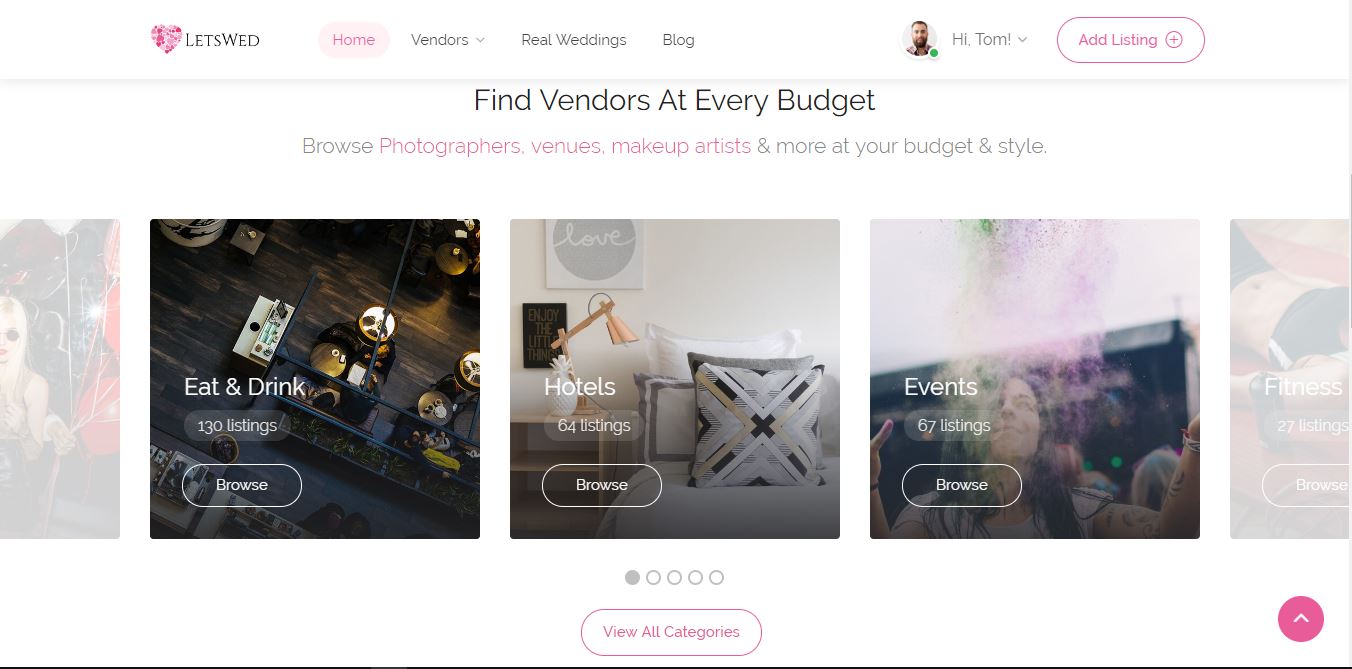 LETSWED
Home
Vendors
Real Weddings
Blog
Hi, Tom!
Add Listing
Find Vendors At Every Budget
Browse Photographers, venues, makeup artists & more at your budget & style.
love
ENJOY
THE
LITTLE
THINGS
Eat & Drink
130 listings
Browse
Hotels
64 listings
Browse
Events
67 listings
Browse
Fitness
27 listings
Browse
View All Categories